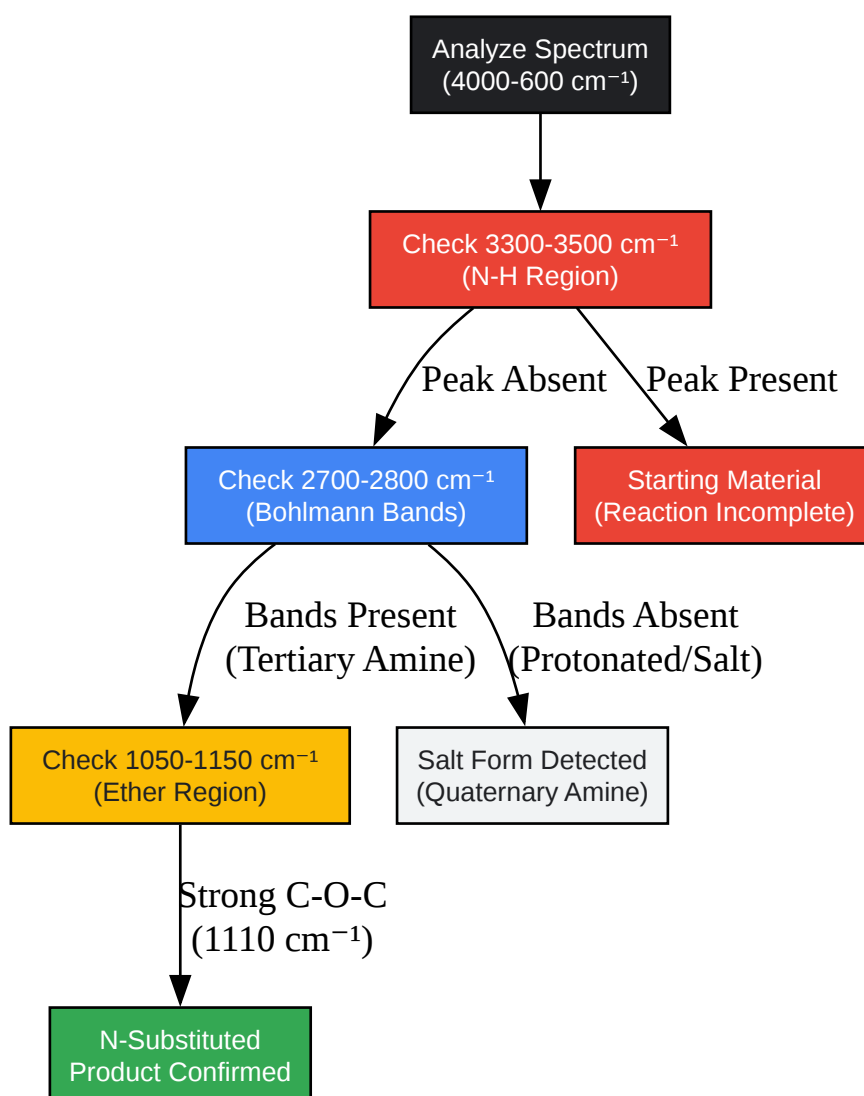 Analyze Spectrum
(4000-600 cm⁻¹)
Check 3300-3500 cm⁻¹
(N-H Region)
Peak Absent
Peak Present
Check 2700-2800 cm⁻¹
(Bohlmann Bands)
Starting Material
(Reaction Incomplete)
Bands Present
(Tertiary Amine)
Bands Absent
(Protonated/Salt)
Check 1050-1150 cm⁻¹
(Ether Region)
Salt Form Detected
(Quaternary Amine)
Strong C-O-C
(1110 cm⁻¹)
N-Substituted
Product Confirmed